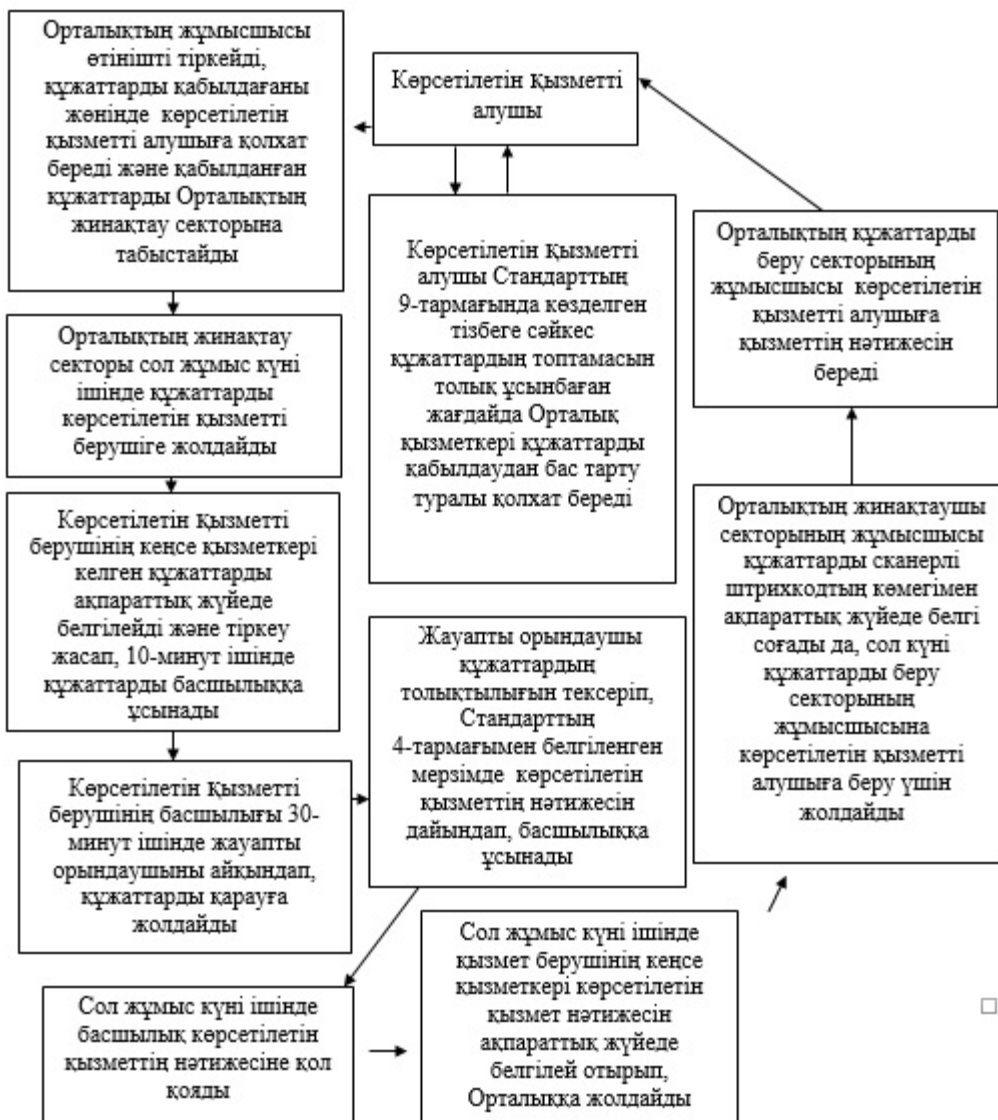 Орталықтың жұмысшысы
өтінішті тіркейді,
құжаттарды қабылдағаны
жөнінде көрсетілетін
қызметті алушыға қолхат
береді және қабылданған
құжаттарды Орталықтың
жинақтау секторына
табыстайды
Көрсетілетін Қызметті
алушы
Көрсетілетін Қызметті
алушы Стандарттың
9-тармағында көзделген
тізбеге сәйкес
құжаттардың топтамасын
толық ұсынбаған
жағдайда Орталық
қызметкері құжаттарды
қабылдаудан бас тарту
туралы қолхат береді
Орталықтың құжаттарды
беру секторының
жұмысшысы көрсетілетін
қызметті алушыға
қызметтің нәтижесін
береді
Орталықтың жинақтау
секторы сол жұмыс күні
ішінде құжаттарды
көрсетілетін қызметті
берушіге жолдайды
Көрсетілетін Қызметті
берушінің кеңсе қызметкері
келген құжаттарды
ақпараттық жүйеде
белгілейді және тіркеу
жасап, 10-минут ішінде
құжаттарды басшылыққа
ұсынады
Орталықтың жинақтаушы
секторының жұмысшысы
құжаттарды сканерлі
штрихкодтың көмегімен
ақпараттық жүйеде белгі
соғады да, сол күні
құжаттарды беру
секторының
жұмысшысына
көрсетілетін қызметті
алушыға беру үшін
жолдайды
Жауапты орындаушы
құжаттардың
толықтылығын тексеріп,
Стандарттың
4-тармағымен белгіленген
мерзімде көрсетілетін
қызметтің нәтижесін
дайындап, басшылыққа
ұсынады
Көрсетілетін Қызметті
берушінің басшылығы 30-
минут ішінде жауапты
орындаушыны айқындап,
құжаттарды қарауға
жолдайды
Сол жұмыс күні ішінде
басшылық көрсетілетін
қызметтің нәтижесіне қол
қояды
Сол жұмыс күні ішінде
қызмет берушінің кеңсе
қызметкері көрсетілетін
қызмет нәтижесін
ақпараттық жүйеде
белгілей отырып,
Орталыққа жолдайды